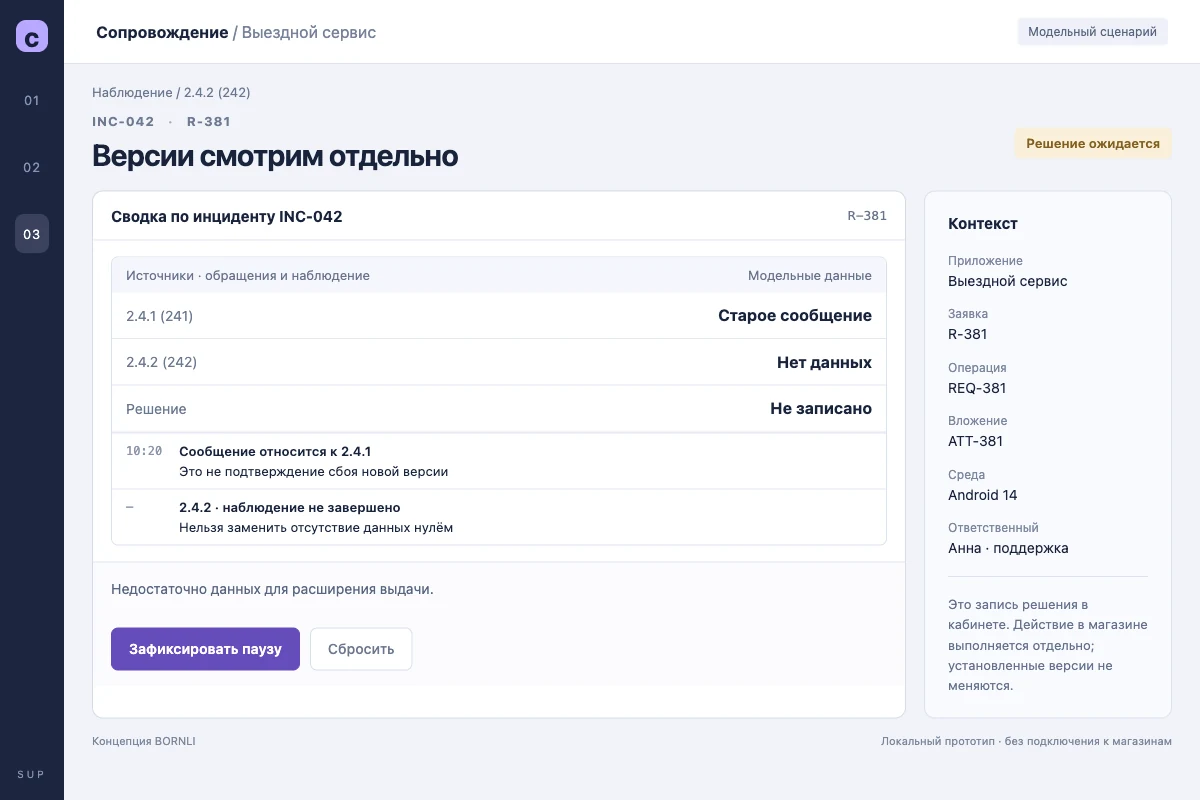 c
Сопровождение / Выездной сервис
Модельный сценарий
01
02
03
SUP
Наблюдение / 2.4.2 (242)
INC-042 · R-381
Версии смотрим отдельно
Решение ожидается
Сводка по инциденту INC-042
R–381
Источники · обращения и наблюдение
Модельные данные
2.4.1 (241)
Старое сообщение
2.4.2 (242)
Нет данных
Решение
Не записано
10:20
Сообщение относится к 2.4.1
Это не подтверждение сбоя новой версии
–
2.4.2 · наблюдение не завершено
Нельзя заменить отсутствие данных нулём
Недостаточно данных для расширения выдачи.
Зафиксировать паузу
Сбросить
Контекст
Приложение
Выездной сервис
Заявка
R-381
Операция
REQ-381
Вложение
ATT-381
Среда
Android 14
Ответственный
Анна · поддержка
Это запись решения в
кабинете. Действие в магазине
выполняется отдельно;
установленные версии не
меняются.
Концепция BORNLI
Локальный прототип · без подключения к магазинам